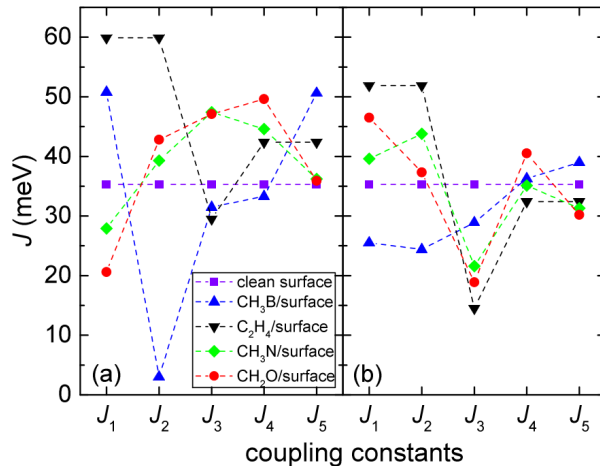 J (meV)
60
50
40
30
20
10
0
clean surface
CH₃B/surface
C₂H₄/surface
CH₃N/surface
CH₂O/surface
(a)
(b)
J₁ J₂ J₃ J₄ J₅ J₁ J₂ J₃ J₄ J₅
coupling constants